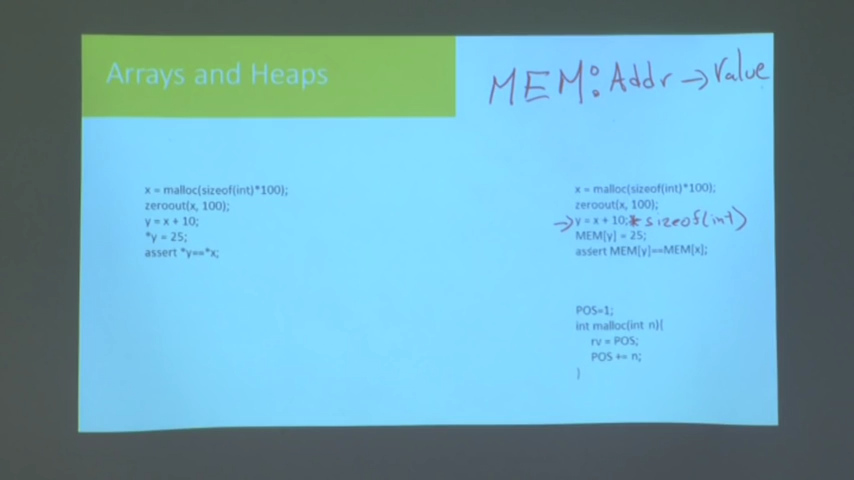 Arrays and Heaps
MEM: Addr → Value
x = malloc(sizeof(int)*100);
zeroout(x, 100);
y = x + 10;
*y = 25;
assert *y==*x;
x = malloc(sizeof(int)*100);
zeroout(x, 100);
→ y = x + 10;* sizeof(int)
MEM[y] = 25;
assert MEM[y]==MEM[x];
POS=1;
int malloc(int n){
rv = POS;
POS += n;
}